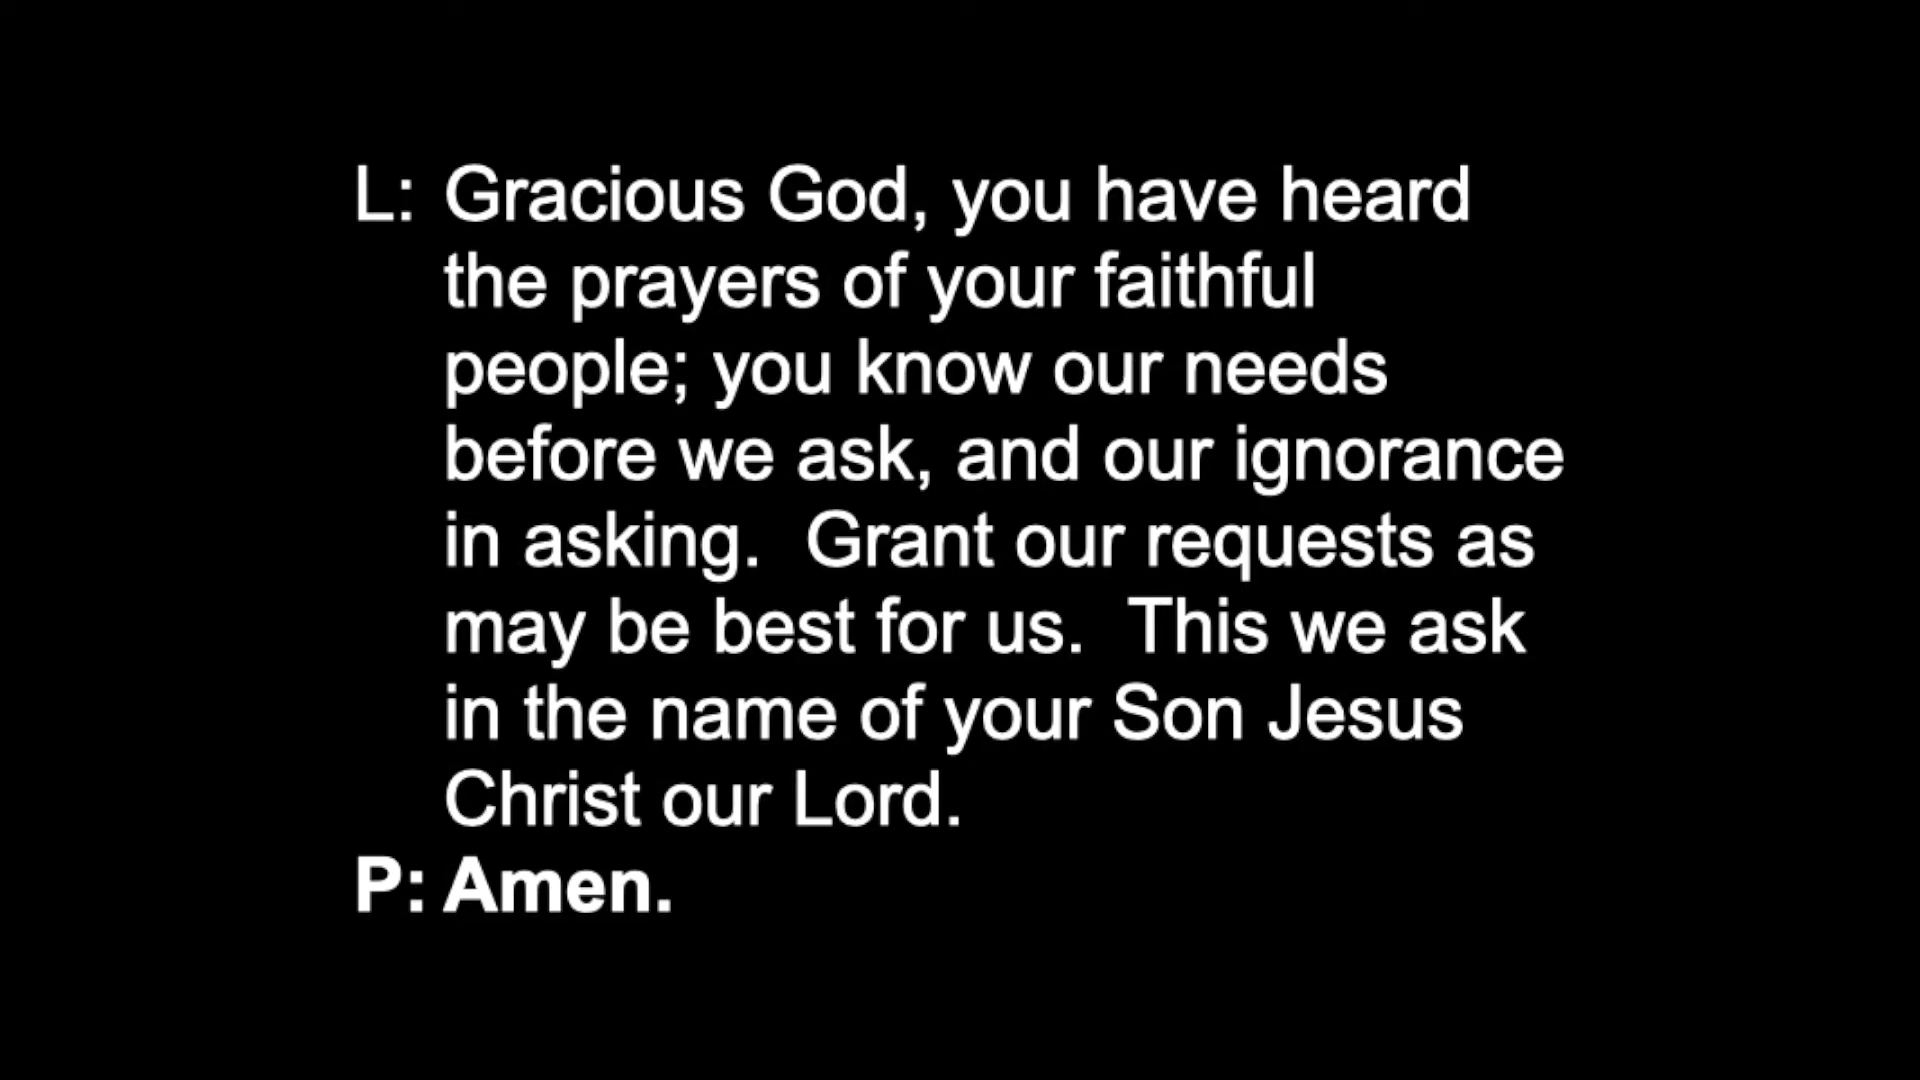 L: Gracious God, you have heard
the prayers of your faithful
people; you know our needs
before we ask, and our ignorance
in asking.  Grant our requests as
may be best for us.  This we ask
in the name of your Son Jesus
Christ our Lord.
P: Amen.